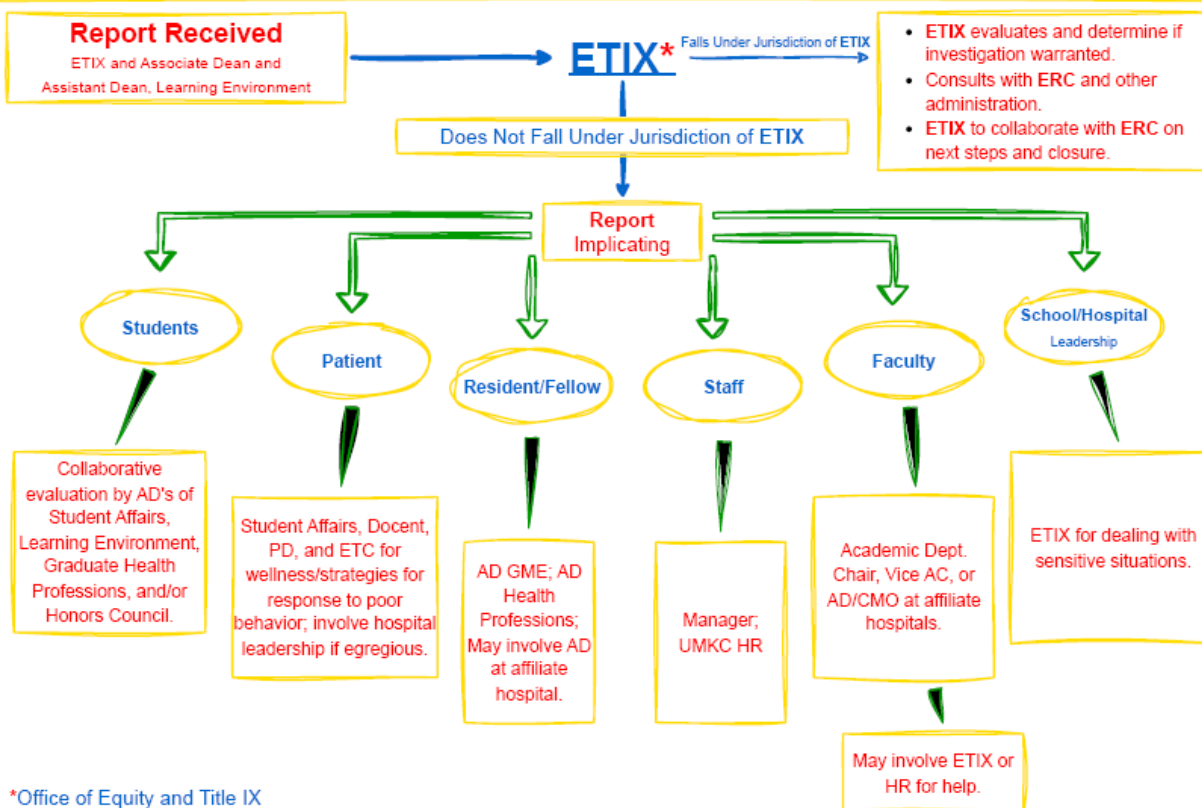 Report Received
ETIX and Associate Dean and
Assistant Dean, Learning Environment
ETIX*
Falls Under Jurisdiction of ETIX
• ETIX evaluates and determine if
investigation warranted.
• Consults with ERC and other
administration.
• ETIX to collaborate with ERC on
next steps and closure.
Does Not Fall Under Jurisdiction of ETIX
Report
Implicating
Students
Patient
Resident/Fellow
Staff
Faculty
School/Hospital
Leadership
Collaborative
evaluation by AD's of
Student Affairs,
Learning Environment,
Graduate Health
Professions, and/or
Honors Council.
Student Affairs, Docent,
PD, and ETC for
wellness/strategies for
response to poor
behavior; involve hospital
leadership if egregious.
AD GME; AD
Health
Professions;
May involve AD
at affiliate
hospital.
Manager;
UMKC HR
Academic Dept.
Chair, Vice AC, or
AD/CMO at affiliate
hospitals.
ETIX for dealing with
sensitive situations.
May involve ETIX or
HR for help.
*Office of Equity and Title IX